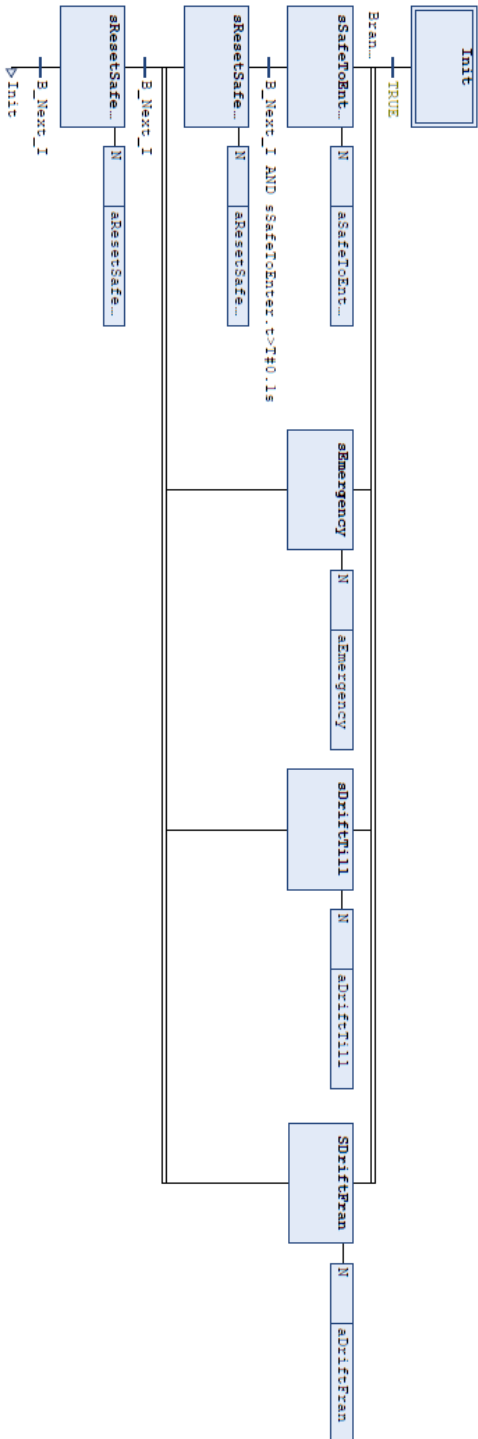 Init
TRUE
Bran...
sSafeToEnt...
N aSafeToEnt...
sEmergency
N aEmergency
sDriftTill
N aDriftTill
SDriftFran
N aDriftFran
B_Next_I AND sSafeToEnter.t>T#0.1s
sResetSafe...
N aResetSafe...
B_Next_I
sResetSafe...
N aResetSafe...
B_Next_I
Init